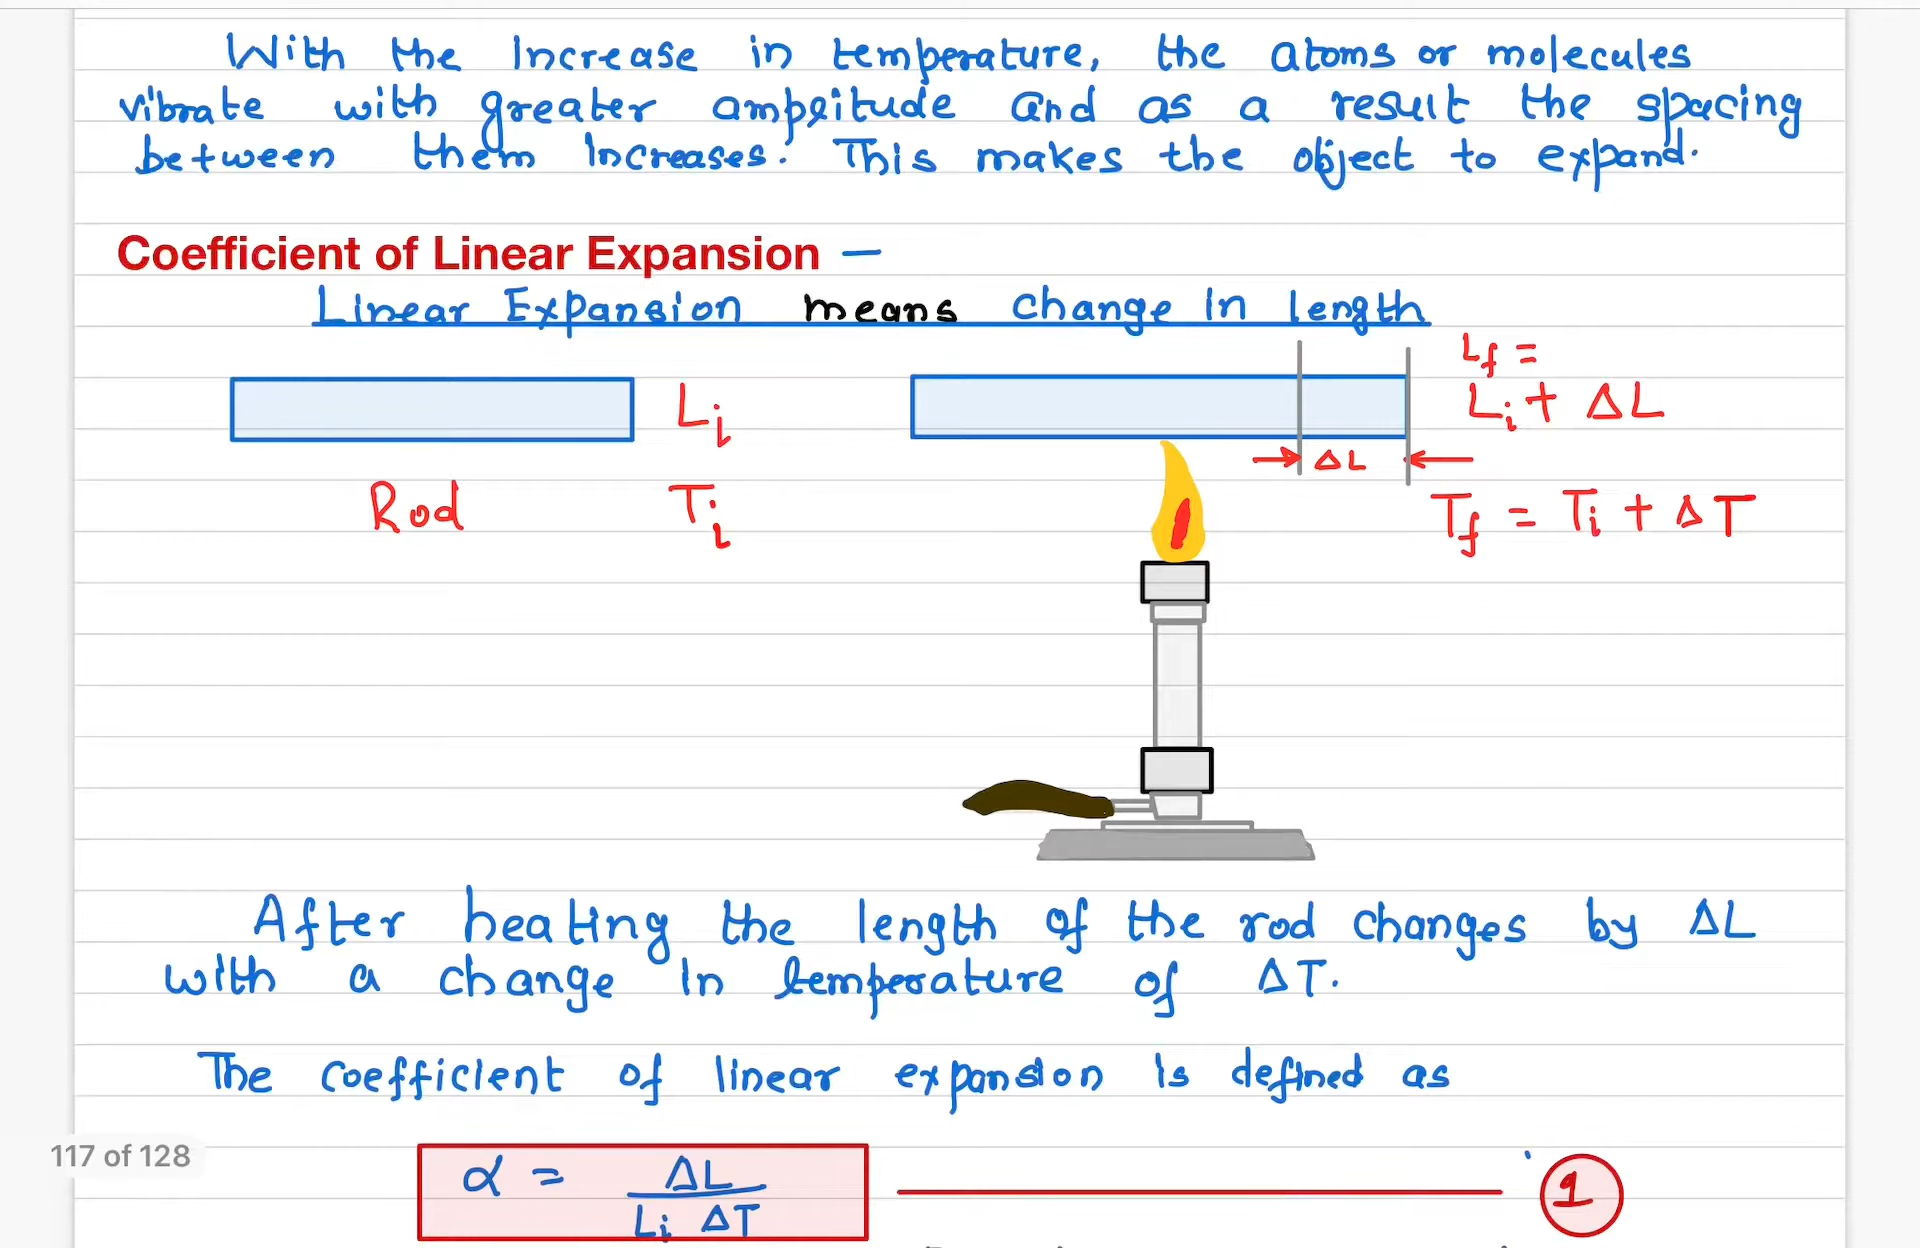 With the Increase in temperature, the atoms or molecules
vibrate with greater amplitude and as a result the spacing
between them Increases. This makes the object to expand.
Coefficient of Linear Expansion —
Linear Expansion means change in length
Lf =
Li Li + ΔL
ΔL
Rod Ti Tf = Ti + ΔT
After heating the length of the rod changes by ΔL
with a change in temperature of ΔT.
The coefficient of linear expansion is defined as
117 of 128
α = ΔL / Li ΔT 1